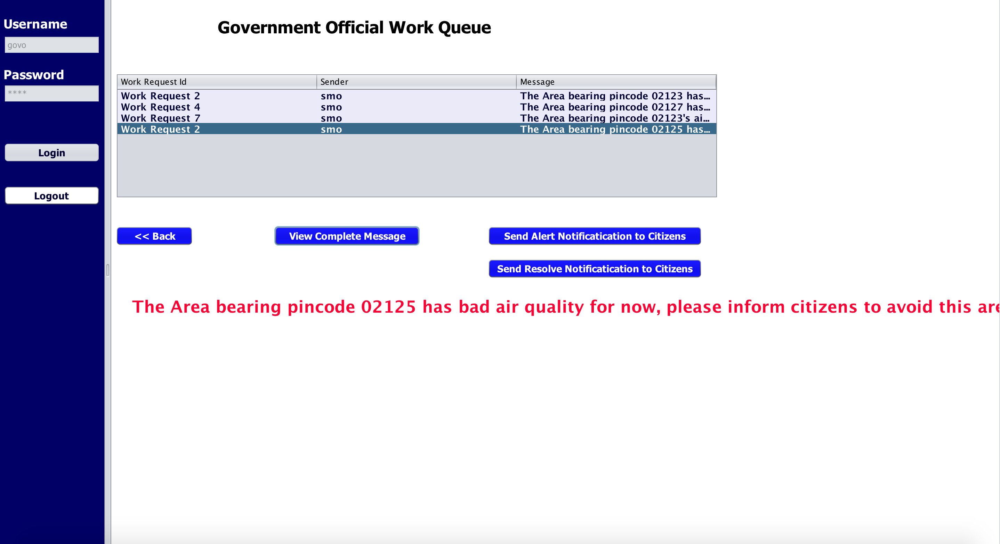 Username
govo
Password
****
Login
Logout
Government Official Work Queue
Work Request Id Sender Message
Work Request 2 smo The Area bearing pincode 02123 has...
Work Request 4 smo The Area bearing pincode 02127 has...
Work Request 7 smo The Area bearing pincode 02123's ai...
Work Request 2 smo The Area bearing pincode 02125 has...
<< Back
View Complete Message
Send Alert Notificatication to Citizens
Send Resolve Notificatication to Citizens
The Area bearing pincode 02125 has bad air quality for now, please inform citizens to avoid this